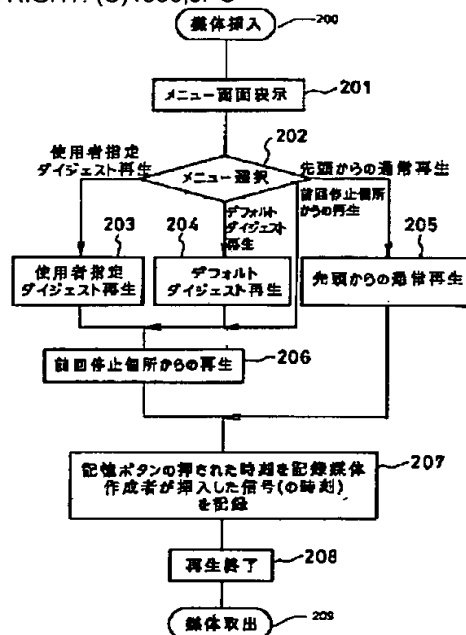 媒体挿入 200
メニュー画面表示 201
202
使用者指定
ダイジェスト再生
メニュー選択
先頭からの通常再生
前回停止個所
からの再生
デフォルト
ダイジェスト
再生
203
204
205
使用者指定
ダイジェスト再生
デフォルト
ダイジェスト再生
先頭からの通常再生
前回停止個所からの再生 206
記憶ボタンの押された時刻を記録媒体
作成者が挿入した信号(の時刻)
を記録
207
再生終了 208
媒体取出 209